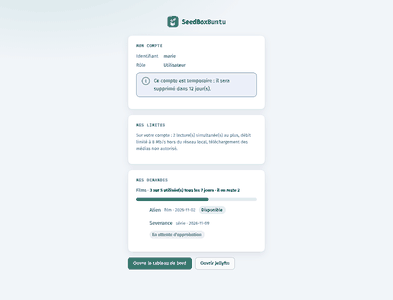 SeedBoxBuntu
MON COMPTE
Identifiant marie
Rôle Utilisateur
Ce compte est temporaire : il sera
supprimé dans 12 jour(s).
MES LIMITES
Sur votre compte : 2 lecture(s) simultanée(s) au plus, débit
limité à 8 Mb/s hors du réseau local, téléchargement des
médias non autorisé.
MES DEMANDES
Films · 3 sur 5 utilisée(s) tous les 7 jours · il en reste 2
Alien film · 2026-11-02 Disponible
Severance série · 2026-11-09
En attente d'approbation
Ouvrir le tableau de bord Ouvrir Jellyfin